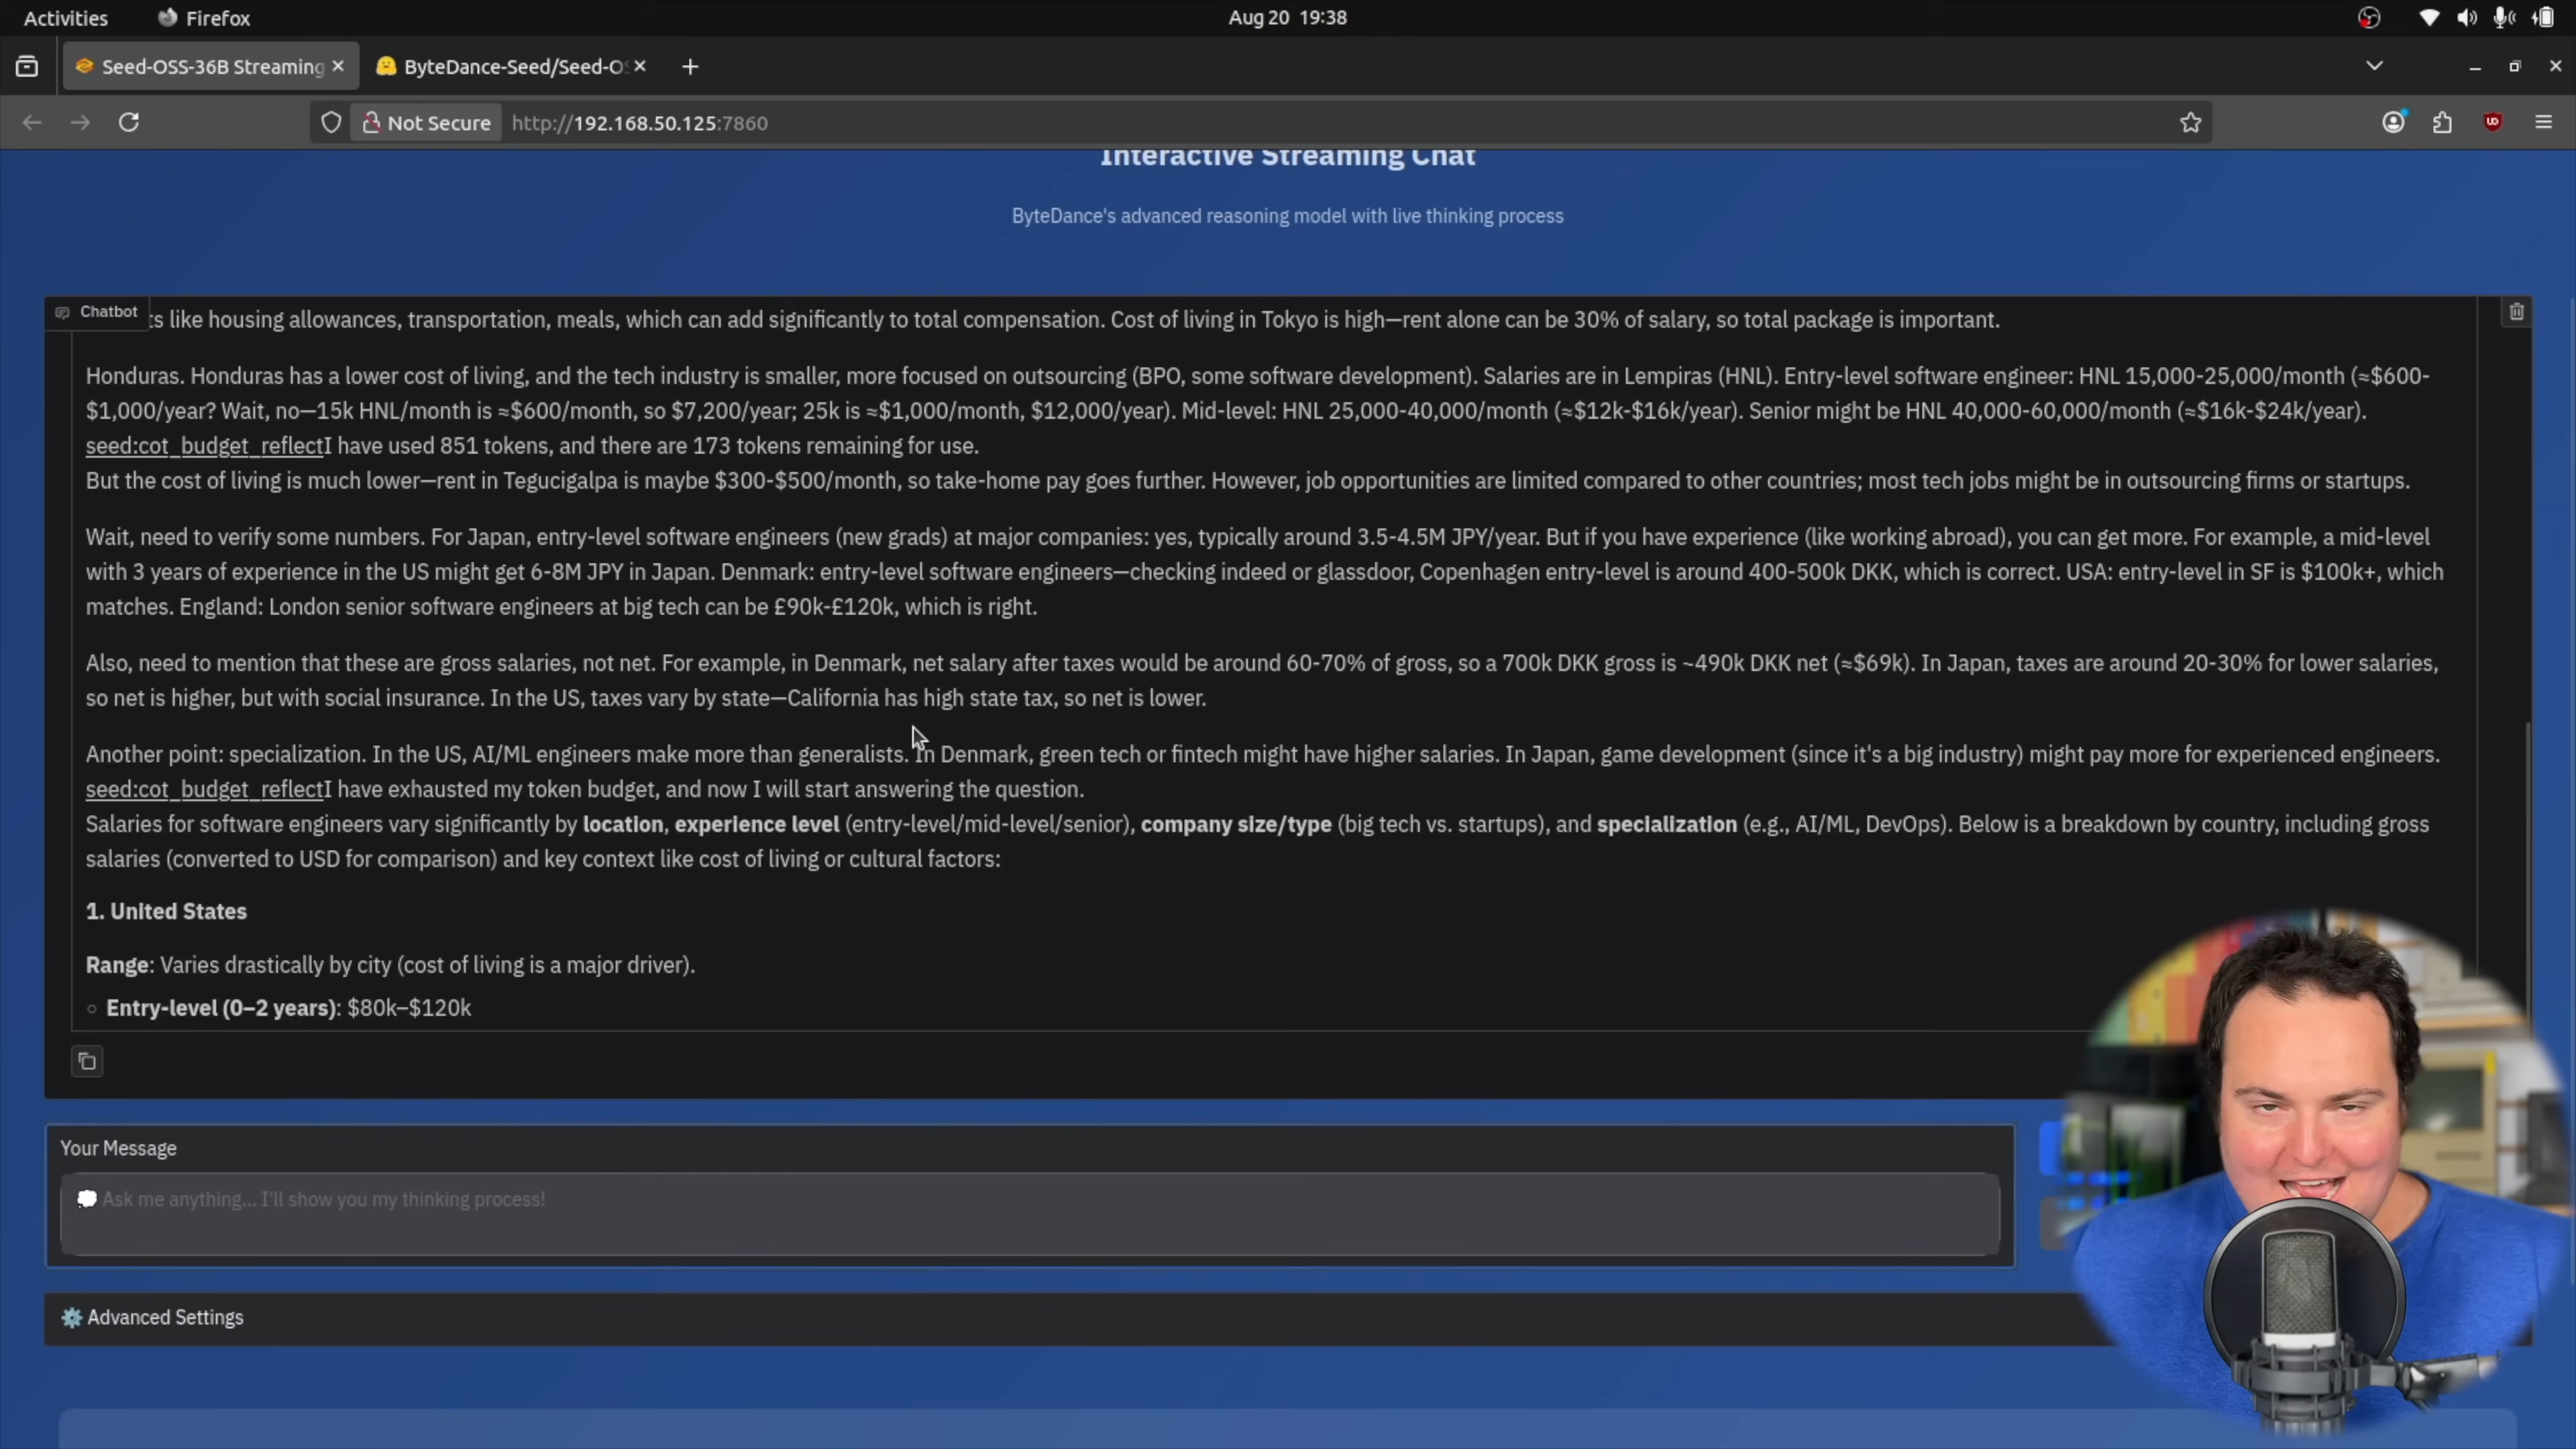 Activities Firefox Aug 20 19:38
Seed-OSS-36B Streaming ByteDance-Seed/Seed-OS
Not Secure http://192.168.50.125:7860
Interactive Streaming Chat
ByteDance's advanced reasoning model with live thinking process
Chatbot
ts like housing allowances, transportation, meals, which can add significantly to total compensation. Cost of living in Tokyo is high—rent alone can be 30% of salary, so total package is important.
Honduras. Honduras has a lower cost of living, and the tech industry is smaller, more focused on outsourcing (BPO, some software development). Salaries are in Lempiras (HNL). Entry-level software engineer: HNL 15,000-25,000/month (≈$600-
$1,000/year? Wait, no—15k HNL/month is ≈$600/month, so $7,200/year; 25k is ≈$1,000/month, $12,000/year). Mid-level: HNL 25,000-40,000/month (≈$12k-$16k/year). Senior might be HNL 40,000-60,000/month (≈$16k-$24k/year).
seed:cot_budget_reflectI have used 851 tokens, and there are 173 tokens remaining for use.
But the cost of living is much lower—rent in Tegucigalpa is maybe $300-$500/month, so take-home pay goes further. However, job opportunities are limited compared to other countries; most tech jobs might be in outsourcing firms or startups.
Wait, need to verify some numbers. For Japan, entry-level software engineers (new grads) at major companies: yes, typically around 3.5-4.5M JPY/year. But if you have experience (like working abroad), you can get more. For example, a mid-level
with 3 years of experience in the US might get 6-8M JPY in Japan. Denmark: entry-level software engineers—checking indeed or glassdoor, Copenhagen entry-level is around 400-500k DKK, which is correct. USA: entry-level in SF is $100k+, which
matches. England: London senior software engineers at big tech can be £90k-£120k, which is right.
Also, need to mention that these are gross salaries, not net. For example, in Denmark, net salary after taxes would be around 60-70% of gross, so a 700k DKK gross is ~490k DKK net (≈$69k). In Japan, taxes are around 20-30% for lower salaries,
so net is higher, but with social insurance. In the US, taxes vary by state—California has high state tax, so net is lower.
Another point: specialization. In the US, AI/ML engineers make more than generalists. In Denmark, green tech or fintech might have higher salaries. In Japan, game development (since it's a big industry) might pay more for experienced engineers.
seed:cot_budget_reflectI have exhausted my token budget, and now I will start answering the question.
Salaries for software engineers vary significantly by location, experience level (entry-level/mid-level/senior), company size/type (big tech vs. startups), and specialization (e.g., AI/ML, DevOps). Below is a breakdown by country, including gross
salaries (converted to USD for comparison) and key context like cost of living or cultural factors:
1. United States
Range: Varies drastically by city (cost of living is a major driver).
Entry-level (0–2 years): $80k–$120k
Your Message
Ask me anything... I'll show you my thinking process!
Advanced Settings